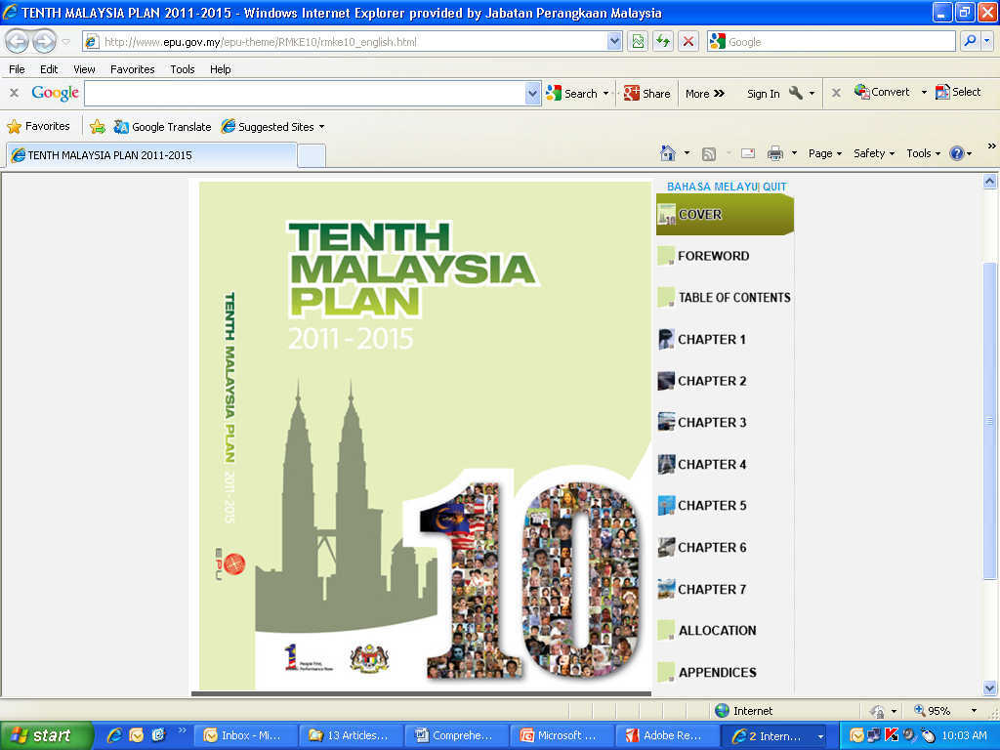 TENTH MALAYSIA PLAN 2011-2015 - Windows Internet Explorer provided by Jabatan Perangkaan Malaysia
http://www.epu.gov.my/epu-theme/RMKE10/rmke10_english.html
Google
File Edit View Favorites Tools Help
x Google Search Share More » Sign In x Convert Select
Favorites Google Translate Suggested Sites
TENTH MALAYSIA PLAN 2011-2015
Page Safety Tools »
BAHASA MELAYU| QUIT
COVER
FOREWORD
TABLE OF CONTENTS
CHAPTER 1
CHAPTER 2
CHAPTER 3
CHAPTER 4
CHAPTER 5
CHAPTER 6
CHAPTER 7
ALLOCATION
APPENDICES
TENTH
MALAYSIA
PLAN
2011 - 2015
TENTH MALAYSIA PLAN 2011-2015
EPU
10
1
People First,
Performance Now
Internet 95%
start » Inbox - Mi... 13 Articles... Comprehe... Microsoft ... Adobe Re... 2 Intern... 10:03 AM